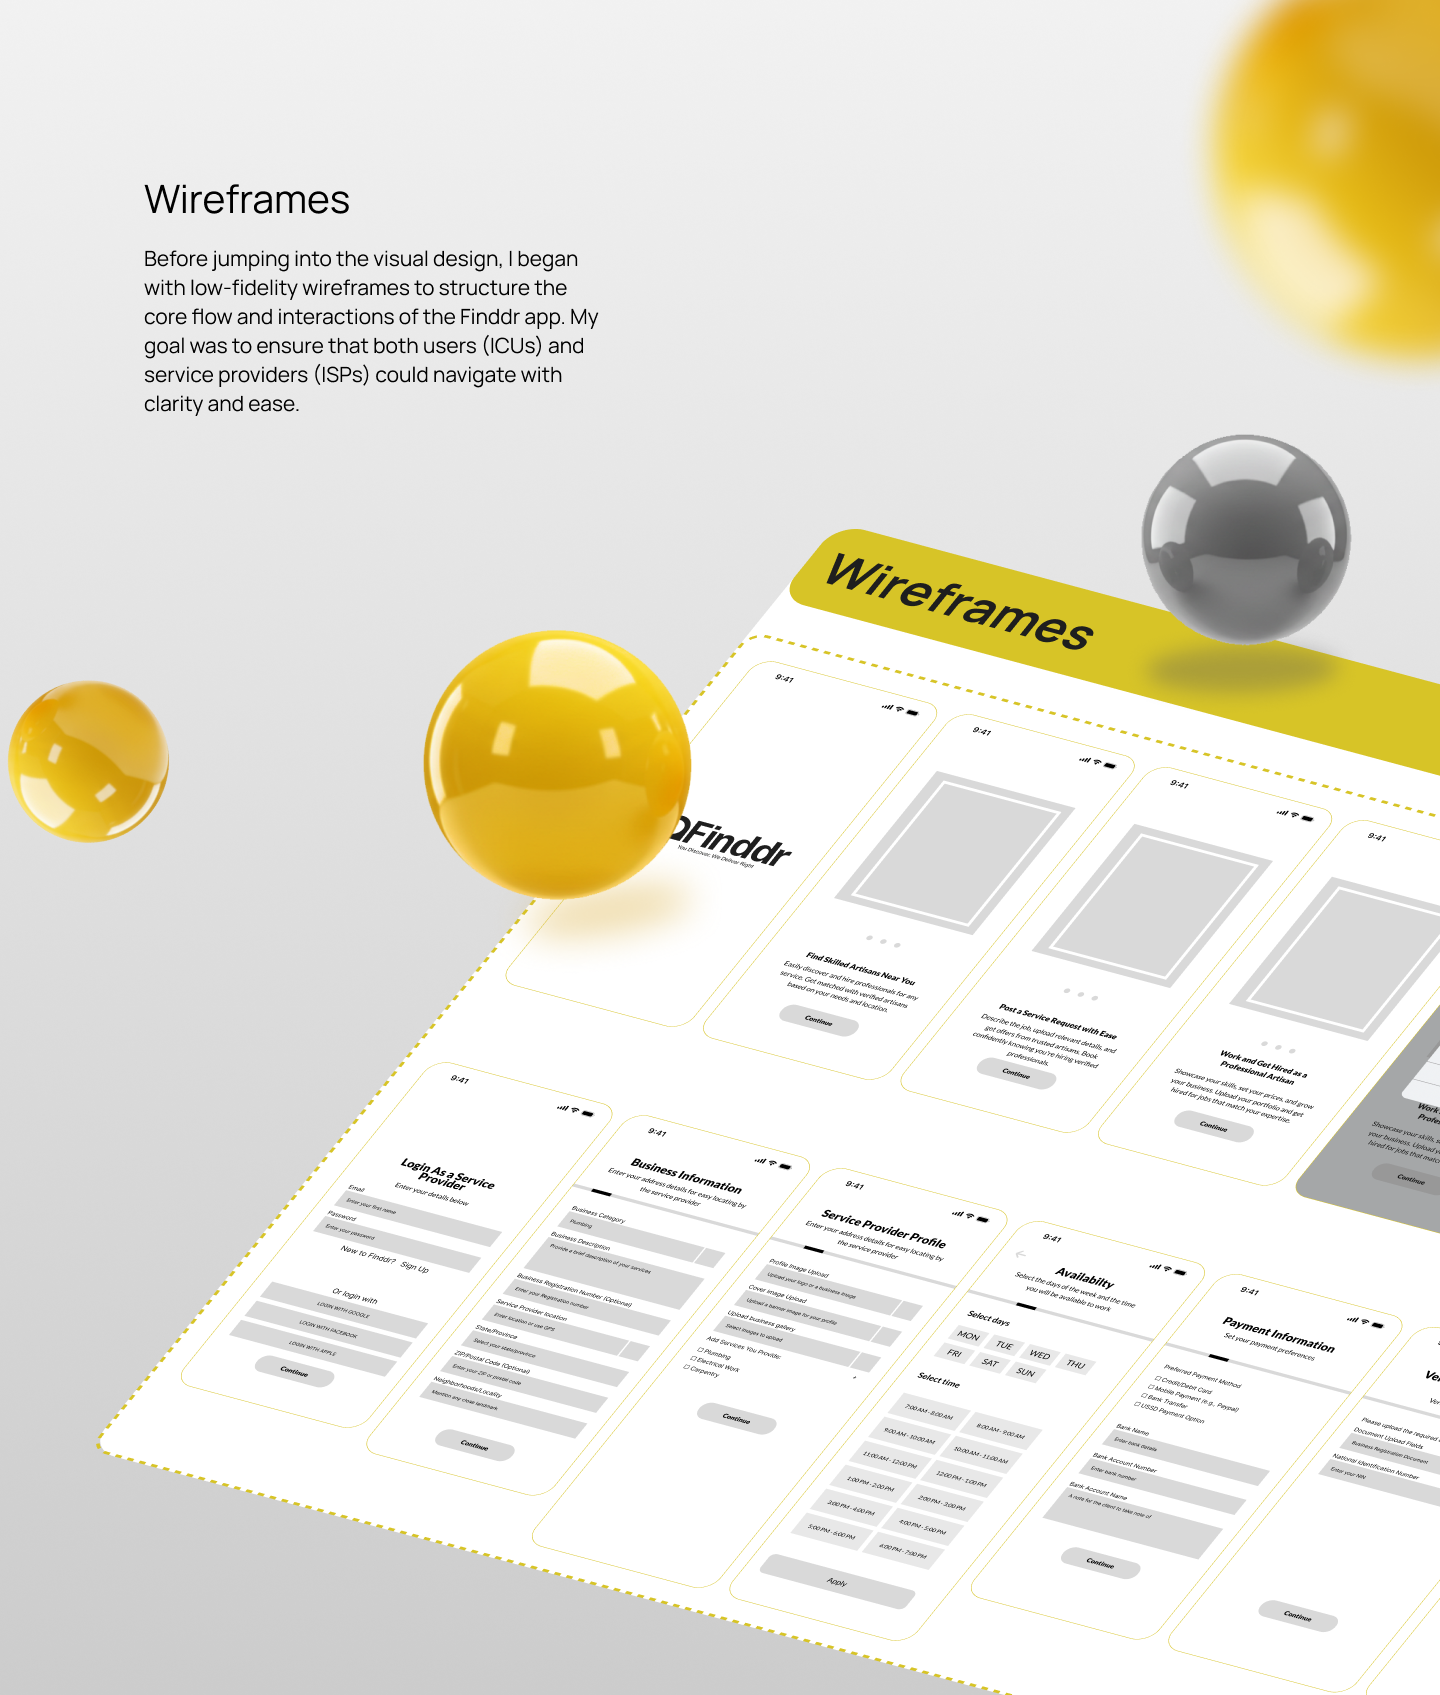 Wireframes
Before jumping into the visual design, I began
with low-fidelity wireframes to structure the
core flow and interactions of the Finddr app. My
goal was to ensure that both users (ICUs) and
service providers (ISPs) could navigate with
clarity and ease.
Wireframes
9:41
Finddr
You Discover, We Deliver Right
9:41
Find Skilled Artisans Near You
Easily discover and hire professionals for any
service. Get matched with verified artisans
based on your needs and location.
Continue
9:41
Post a Service Request with Ease
Describe the job, upload relevant details, and
got offers from trusted artisans. Book
confidently knowing you're hiring verified
professionals.
Continue
9:41
Work and Get Hired as a
Professional Artisan
Showcase your skills, set your prices, and grow
your business. Upload your portfolio and get
hired for jobs that match your expertise.
Continue
Work
Profes
Showcase your skills, s
your business. Upload y
hired for jobs that matc
Continue
9:41
Login As a Service
Provider
Enter your details below
Email
Enter your first name
Password
Enter your password
New to Finddr? Sign Up
Or login with
LOGIN WITH GOOGLE
LOGIN WITH FACEBOOK
LOGIN WITH APPLE
Continue
9:41
Business Information
Enter your address details for easy locating by
the service provider
Business Category
Plumbing
Business Description
Provide a brief description of your services
Business Registration Number (Optional)
Enter your Registration number
Service Provider location
Enter location or use GPS
State/Province
Select your state/province
ZIP/Postal Code (Optional)
Enter your ZIP or postal code
Neighborhoods/Locality
Mention any close landmark
Continue
9:41
Service Provider Profile
Enter your address details for easy locating by
the service provider
Profile Image Upload
Upload your logo or a business image
Cover Image Upload
Upload a banner image for your profile
Upload business gallery
Select images to upload
Add Services You Provide:
Plumbing
Electrical Work
Carpentry
Continue
9:41
Availabilty
Select the days of the week and the time
you will be available to work
Select days
MON TUE WED THU
FRI SAT SUN
Select time
7:00 AM - 8:00 AM 8:00 AM - 9:00 AM
9:00 AM - 10:00 AM 10:00 AM - 11:00 AM
11:00 AM - 12:00 PM 12:00 PM - 1:00 PM
1:00 PM - 2:00 PM 2:00 PM - 3:00 PM
3:00 PM - 4:00 PM 4:00 PM - 5:00 PM
5:00 PM - 6:00 PM 6:00 PM - 7:00 PM
Apply
9:41
Payment Information
Set your payment preferences
Preferred Payment Method
Credit/Debit Card
Mobile Payment (e.g., Paypal)
Bank Transfer
USSD Payment Option
Bank Name
Enter bank details
Bank Account Number
Enter bank number
Bank Account Name
A note for the client to take note of
Continue
Ve
Ver
Please upload the required
Document Upload Fields
Business Registration Document
National Identification Number
Enter your NIN
Continue